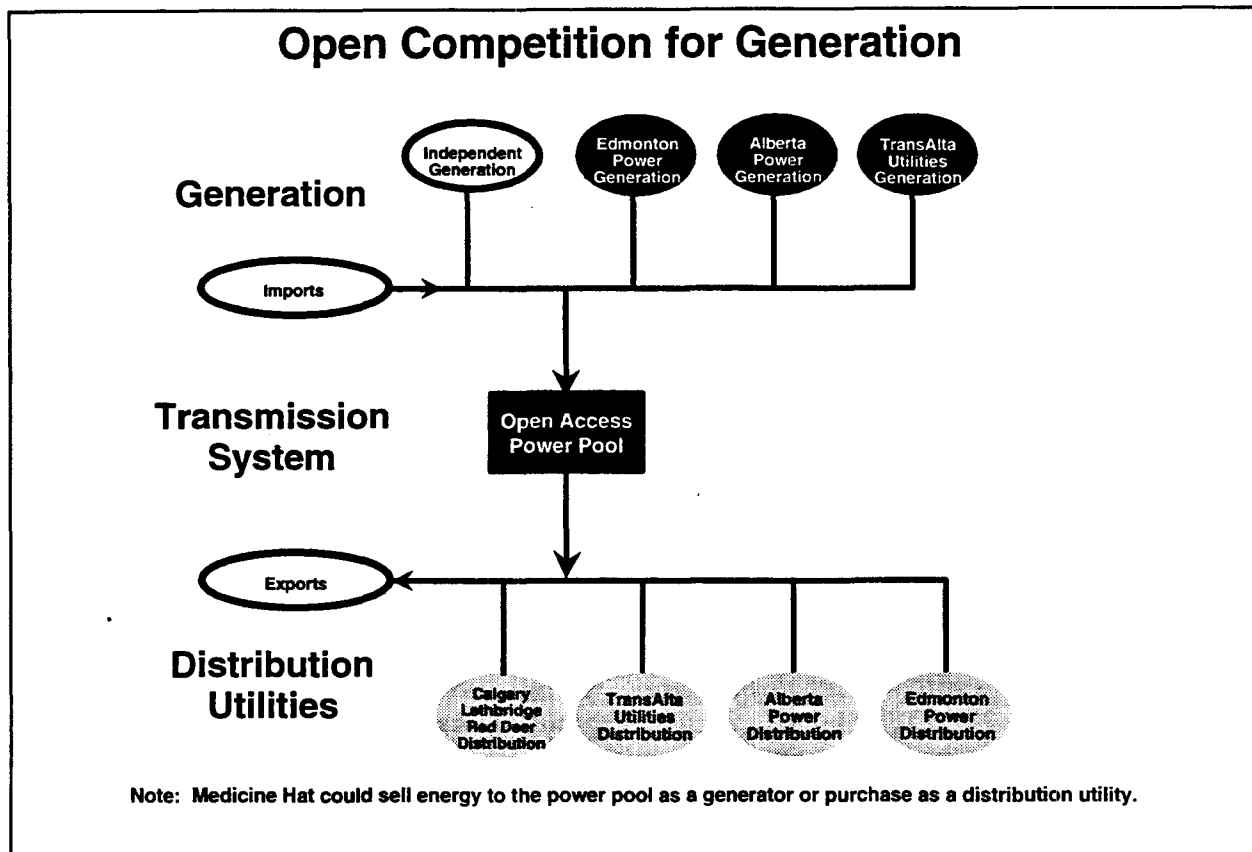 Open Competition for Generation
Independent
Generation
Edmonton
Power
Generation
Alberta
Power
Generation
TransAlta
Utilities
Generation
Generation
Imports
Transmission
System
Open Access
Power Pool
Exports
Distribution
Utilities
Calgary
Lethbridge
Red Deer
Distribution
TransAlta
Utilities
Distribution
Alberta
Power
Distribution
Edmonton
Power
Distribution
Note: Medicine Hat could sell energy to the power pool as a generator or purchase as a distribution utility.